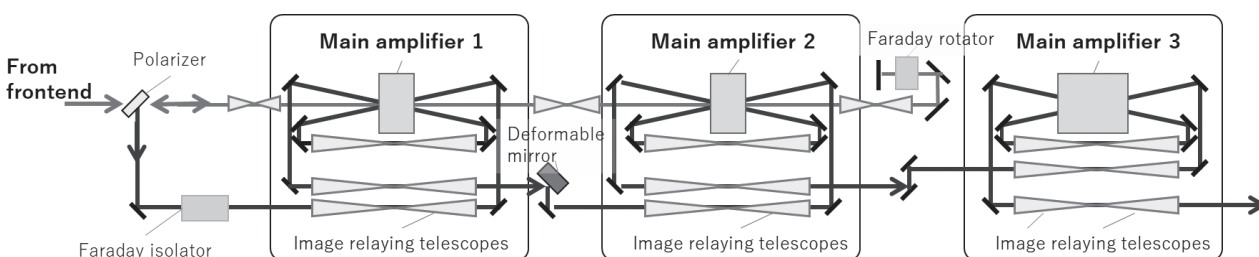 Main amplifier 1
Main amplifier 2
Main amplifier 3
Faraday rotator
Polarizer
From
frontend
Deformable
mirror
Faraday isolator
Image relaying telescopes
Image relaying telescopes
Image relaying telescopes